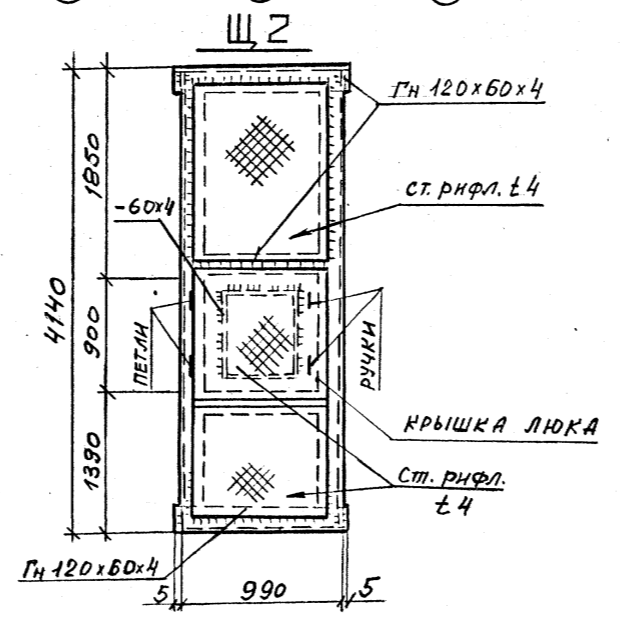 Щ2
Гн 120х60х4
1850
ст. рифл. t 4
-60х4
4140
900
ПЕТЛИ
РУЧКИ
КРЫШКА ЛЮКА
1390
Ст. рифл.
t 4
Гн 120х60х4
5
990
5